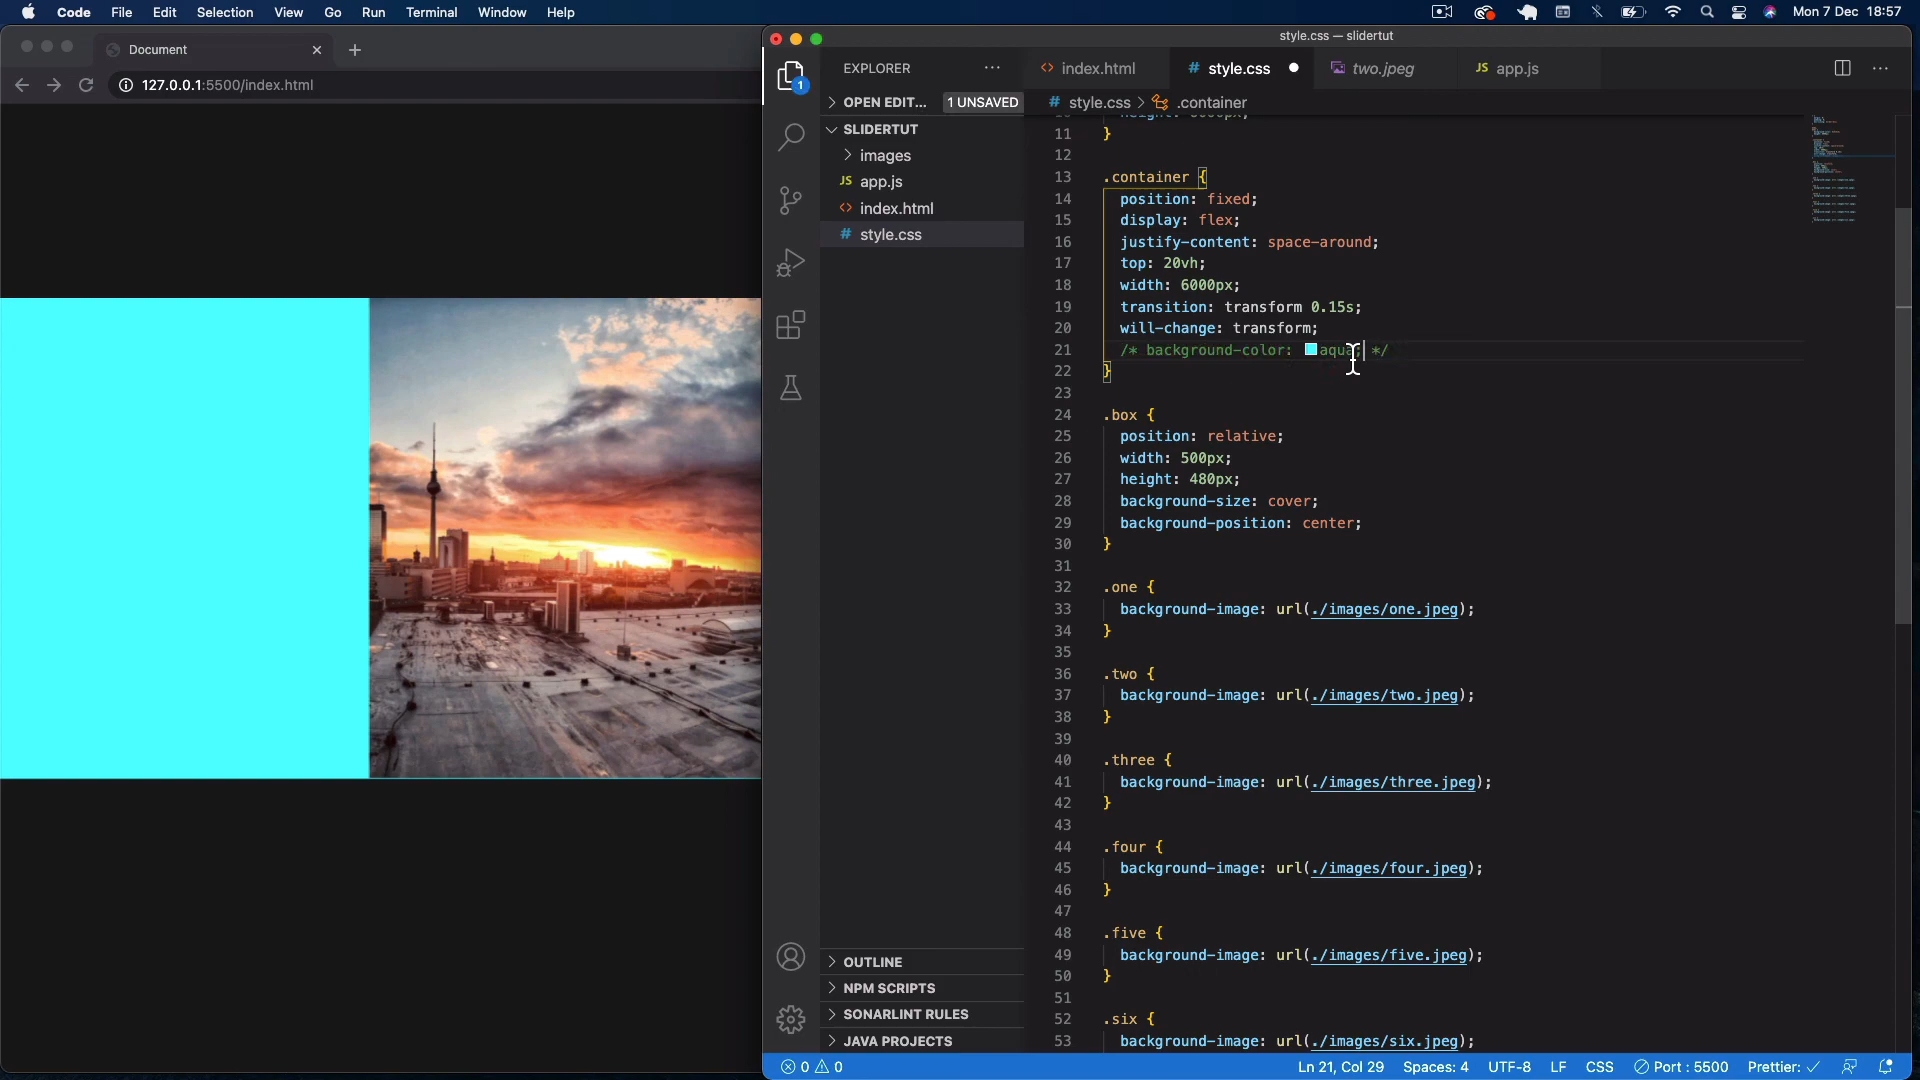 Code File Edit Selection View Go Run Terminal Window Help
Mon 7 Dec 18:57
Document
127.0.0.1:5500/index.html
style.css — slidertut
EXPLORER
index.html
# style.css
two.jpeg
JS app.js
OPEN EDIT... 1 UNSAVED
# style.css > .container
SLIDERTUT
images
JS app.js
<> index.html
# style.css
OUTLINE
NPM SCRIPTS
SONARLINT RULES
JAVA PROJECTS
11 }
12
13 .container {
14 position: fixed;
15 display: flex;
16 justify-content: space-around;
17 top: 20vh;
18 width: 6000px;
19 transition: transform 0.15s;
20 will-change: transform;
21 /* background-color: aqua; */
22 }
23
24 .box {
25 position: relative;
26 width: 500px;
27 height: 480px;
28 background-size: cover;
29 background-position: center;
30 }
31
32 .one {
33 background-image: url(./images/one.jpeg);
34 }
35
36 .two {
37 background-image: url(./images/two.jpeg);
38 }
39
40 .three {
41 background-image: url(./images/three.jpeg);
42 }
43
44 .four {
45 background-image: url(./images/four.jpeg);
46 }
47
48 .five {
49 background-image: url(./images/five.jpeg);
50 }
51
52 .six {
53 background-image: url(./images/six.jpeg);
1
0 0
Ln 21, Col 29 Spaces: 4 UTF-8 LF CSS Port : 5500 Prettier: ✓